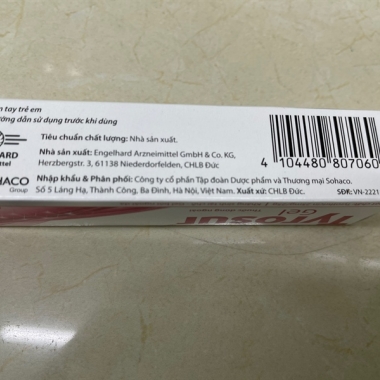 tay trẻ em
dẫn sử dụng trước khi dùng
Tiêu chuẩn chất lượng: Nhà sản xuất.
Nhà sản xuất: Engelhard Arzneimittel GmbH & Co. KG,
Herzbergstr. 3, 61138 Niederdorfelden, CHLB Đức.
Nhập khẩu & Phân phối: Công ty cổ phần Tập đoàn Dược phẩm và Thương mại Sohaco.
Số 5 Láng Hạ, Thành Công, Ba Đình, Hà Nội, Việt Nam. Xuất xứ: CHLB Đức.
Group
4 104480 807060
SĐK: VN-2221
Tyrosur
Gel